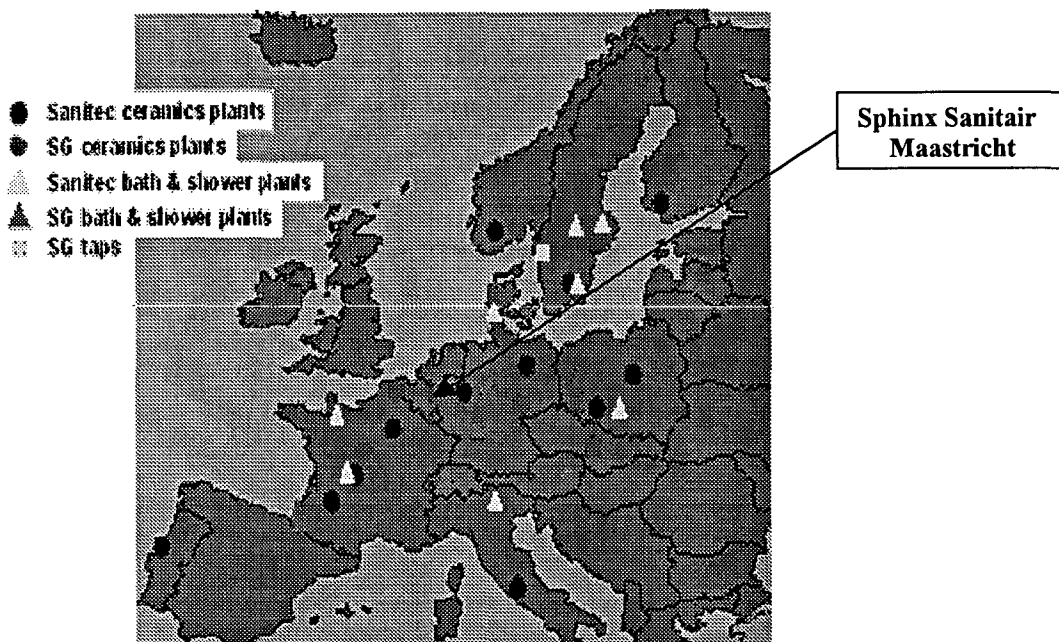 Sanitec ceramics plants
SG ceramics plants
Sanitec bath & shower plants
SG bath & shower plants
SG taps
Sphinx Sanitair
Maastricht